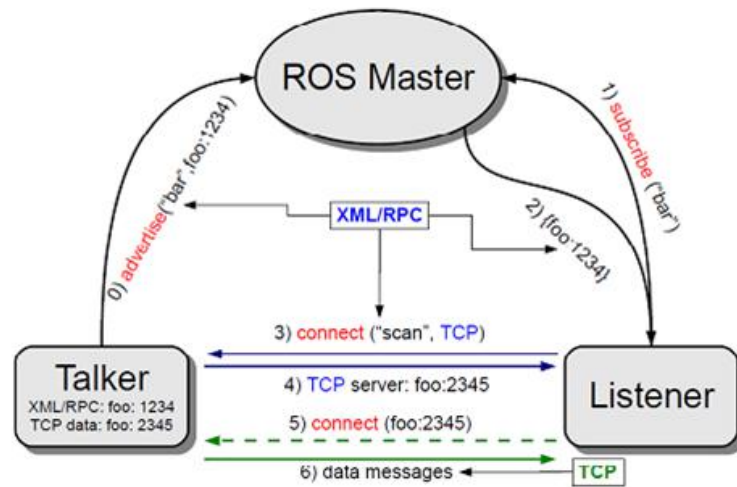 ROS Master
0) advertise("bar",foo:1234)
1) subscribe ("bar")
XML/RPC
2) {foo:1234}
3) connect ("scan", TCP)
Talker
XML/RPC: foo: 1234
TCP data: foo: 2345
4) TCP server: foo:2345
Listener
5) connect (foo:2345)
6) data messages
TCP